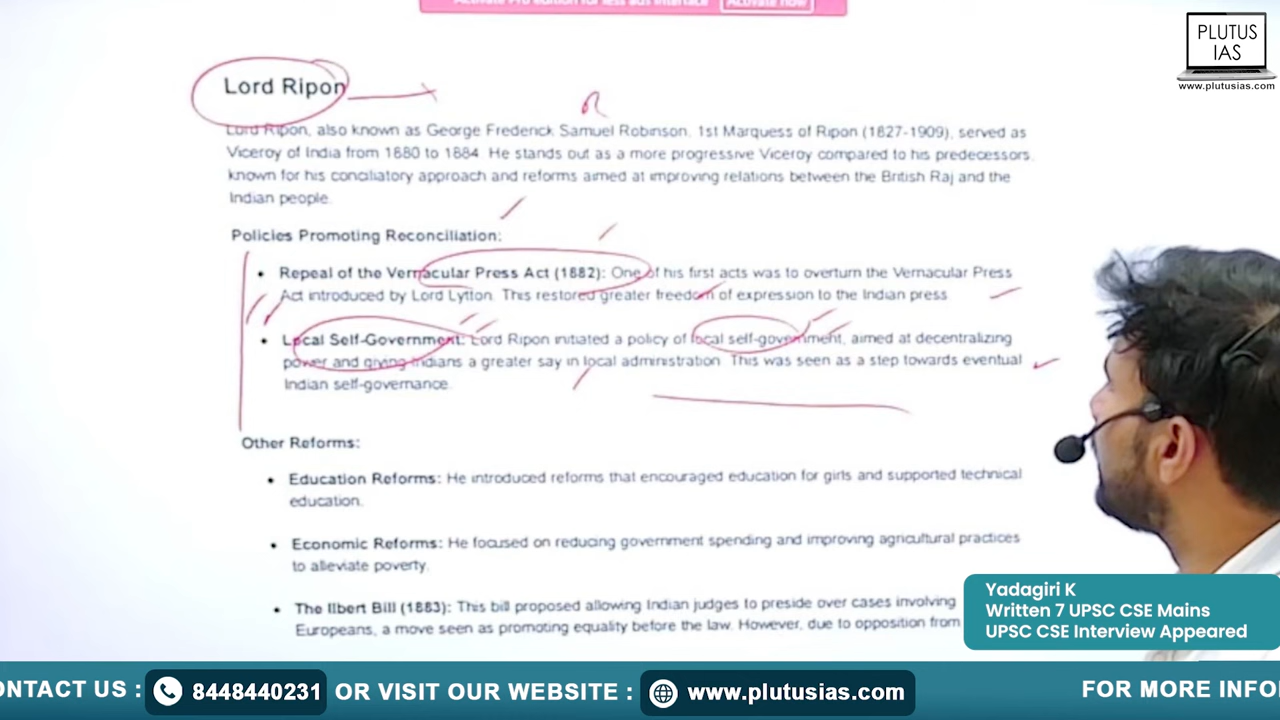 Activate Pro edition for less ads interface Activate now
PLUTUS
IAS
www.plutusias.com
Lord Ripon
Lord Ripon, also known as George Frederick Samuel Robinson, 1st Marquess of Ripon (1827-1909), served as
Viceroy of India from 1880 to 1884. He stands out as a more progressive Viceroy compared to his predecessors,
known for his conciliatory approach and reforms aimed at improving relations between the British Raj and the
Indian people.
Policies Promoting Reconciliation:
• Repeal of the Vernacular Press Act (1882): One of his first acts was to overturn the Vernacular Press
Act introduced by Lord Lytton. This restored greater freedom of expression to the Indian press
• Local Self-Government: Lord Ripon initiated a policy of local self-government, aimed at decentralizing
power and giving Indians a greater say in local administration. This was seen as a step towards eventual
Indian self-governance.
Other Reforms:
• Education Reforms: He introduced reforms that encouraged education for girls and supported technical
education.
• Economic Reforms: He focused on reducing government spending and improving agricultural practices
to alleviate poverty.
• The Ilbert Bill (1883): This bill proposed allowing Indian judges to preside over cases involving
Europeans, a move seen as promoting equality before the law. However, due to opposition from
Yadagiri K
Written 7 UPSC CSE Mains
UPSC CSE Interview Appeared
ONTACT US : 8448440231 OR VISIT OUR WEBSITE : www.plutusias.com FOR MORE INFO